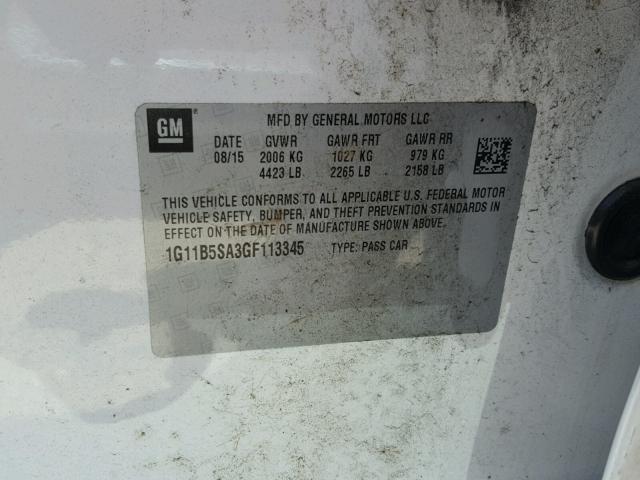 GM
MFD BY GENERAL MOTORS LLC
DATE GVWR GAWR FRT GAWR RR
08/15 2006 KG 1027 KG 979 KG
4423 LB 2265 LB 2158 LB
THIS VEHICLE CONFORMS TO ALL APPLICABLE U.S. FEDERAL MOTOR
VEHICLE SAFETY, BUMPER, AND THEFT PREVENTION STANDARDS IN
EFFECT ON THE DATE OF MANUFACTURE SHOWN ABOVE.
1G11B5SA3GF113345 TYPE: PASS CAR